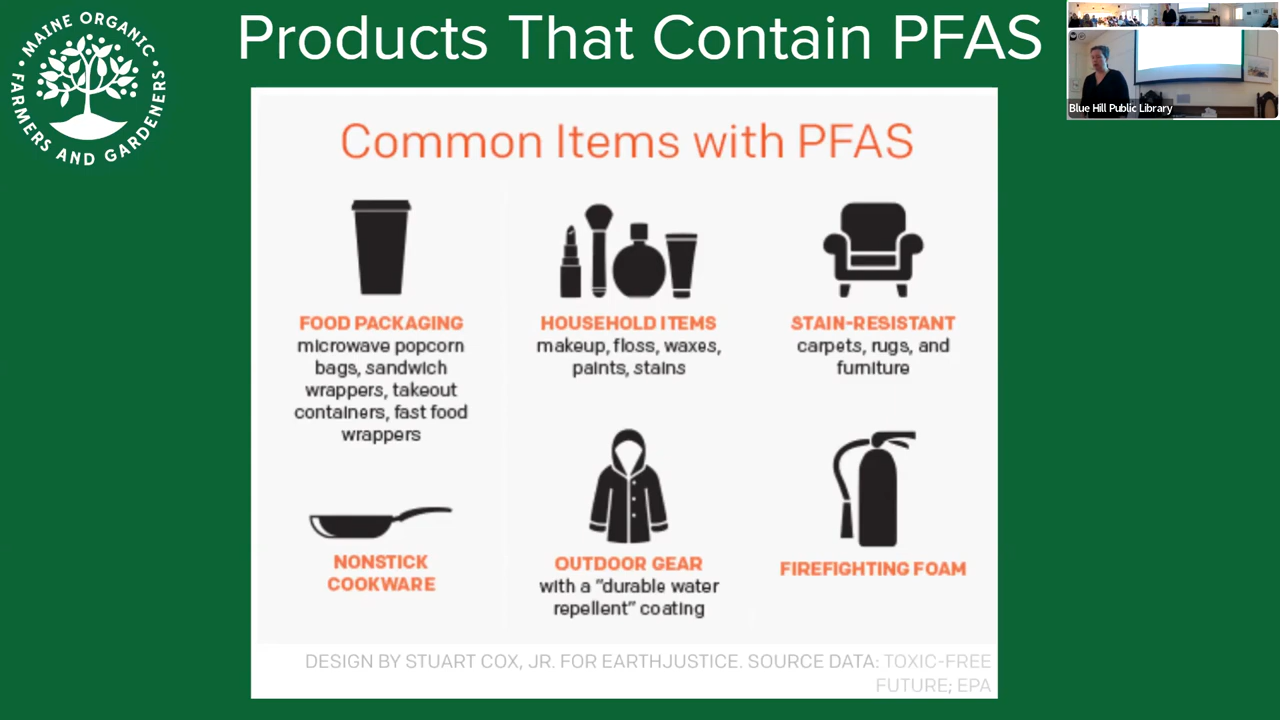 MAINE ORGANIC
FARMERS AND GARDENERS
Products That Contain PFAS
Blue Hill Public Library
Common Items with PFAS
FOOD PACKAGING
microwave popcorn
bags, sandwich
wrappers, takeout
containers, fast food
wrappers
HOUSEHOLD ITEMS
makeup, floss, waxes,
paints, stains
STAIN-RESISTANT
carpets, rugs, and
furniture
NONSTICK
COOKWARE
OUTDOOR GEAR
with a "durable water
repellent" coating
FIREFIGHTING FOAM
DESIGN BY STUART COX, JR. FOR EARTHJUSTICE. SOURCE DATA: TOXIC-FREE
FUTURE; EPA